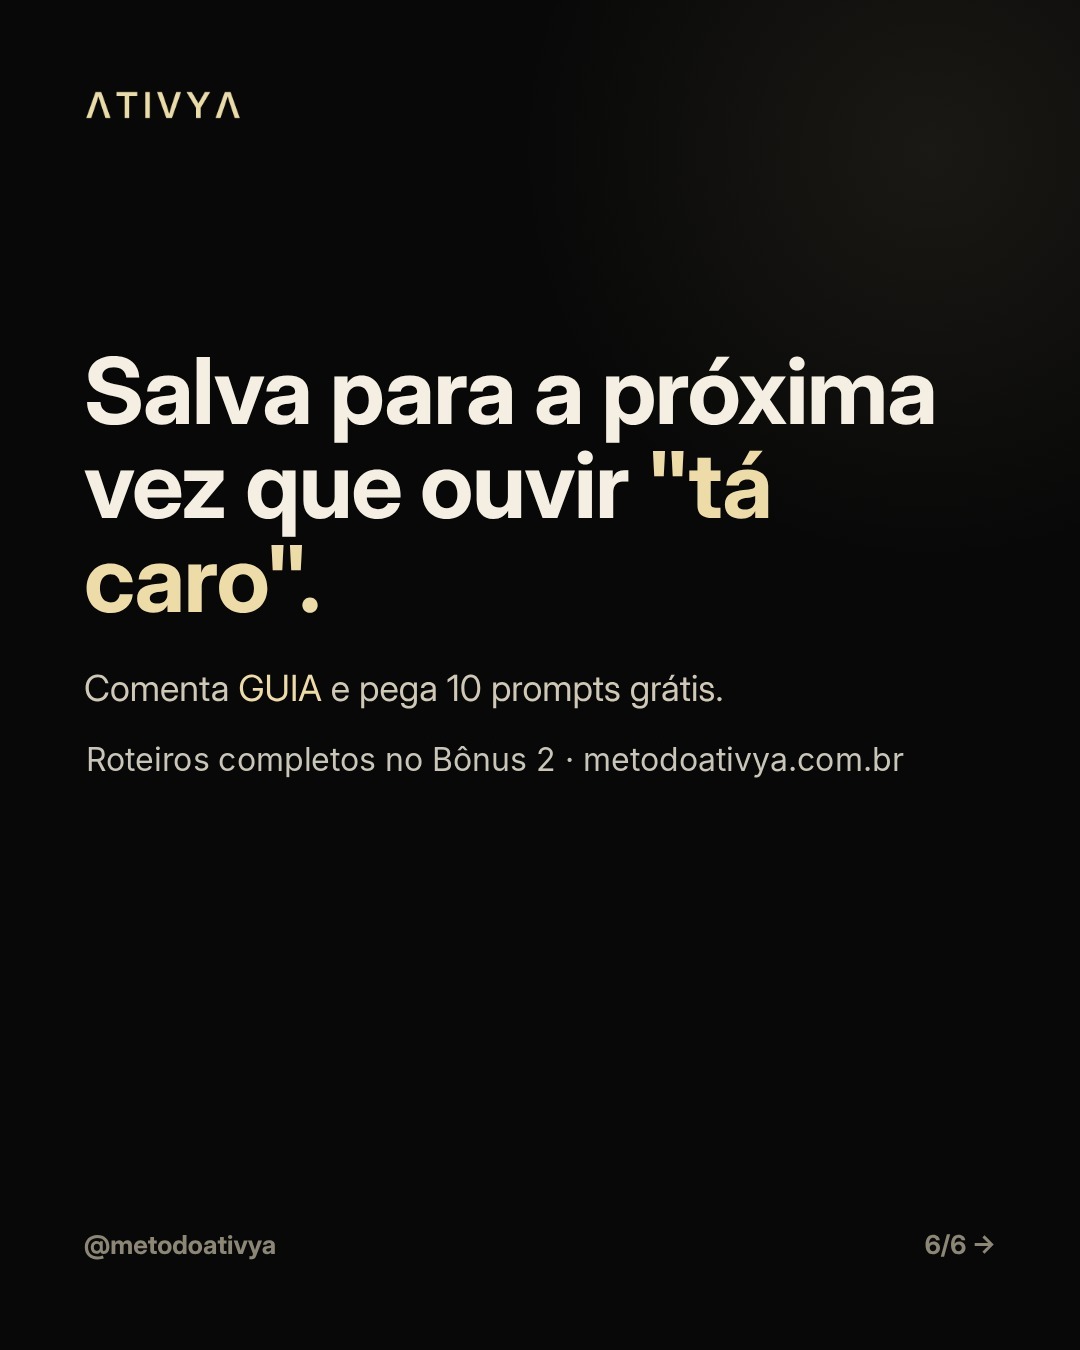 ATIVYA
Salva para a próxima
vez que ouvir "tá
caro".
Comenta GUIA e pega 10 prompts grátis.
Roteiros completos no Bônus 2 · metodoativya.com.br
@metodoativya
6/6 →